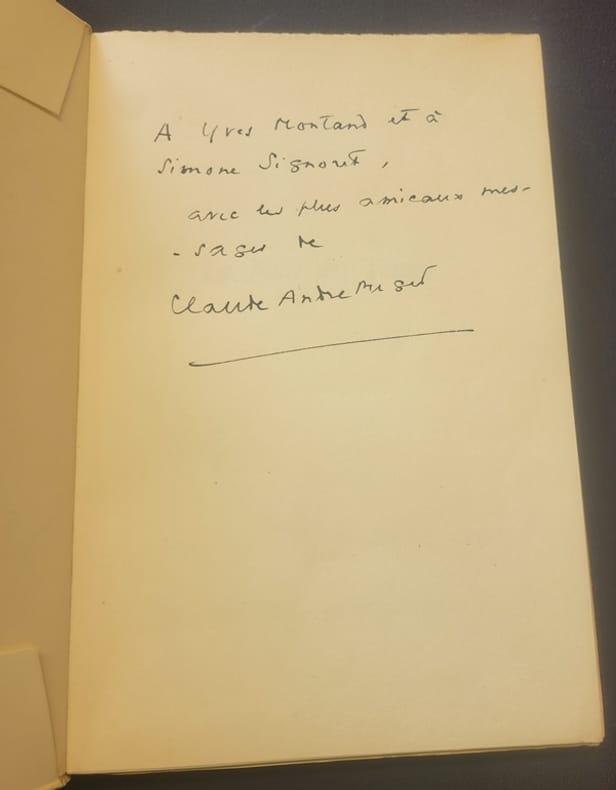 A Yves Montand et à
Simone Signoret,
avec les plus amicaux mes-
- sages de
Claude André Puget